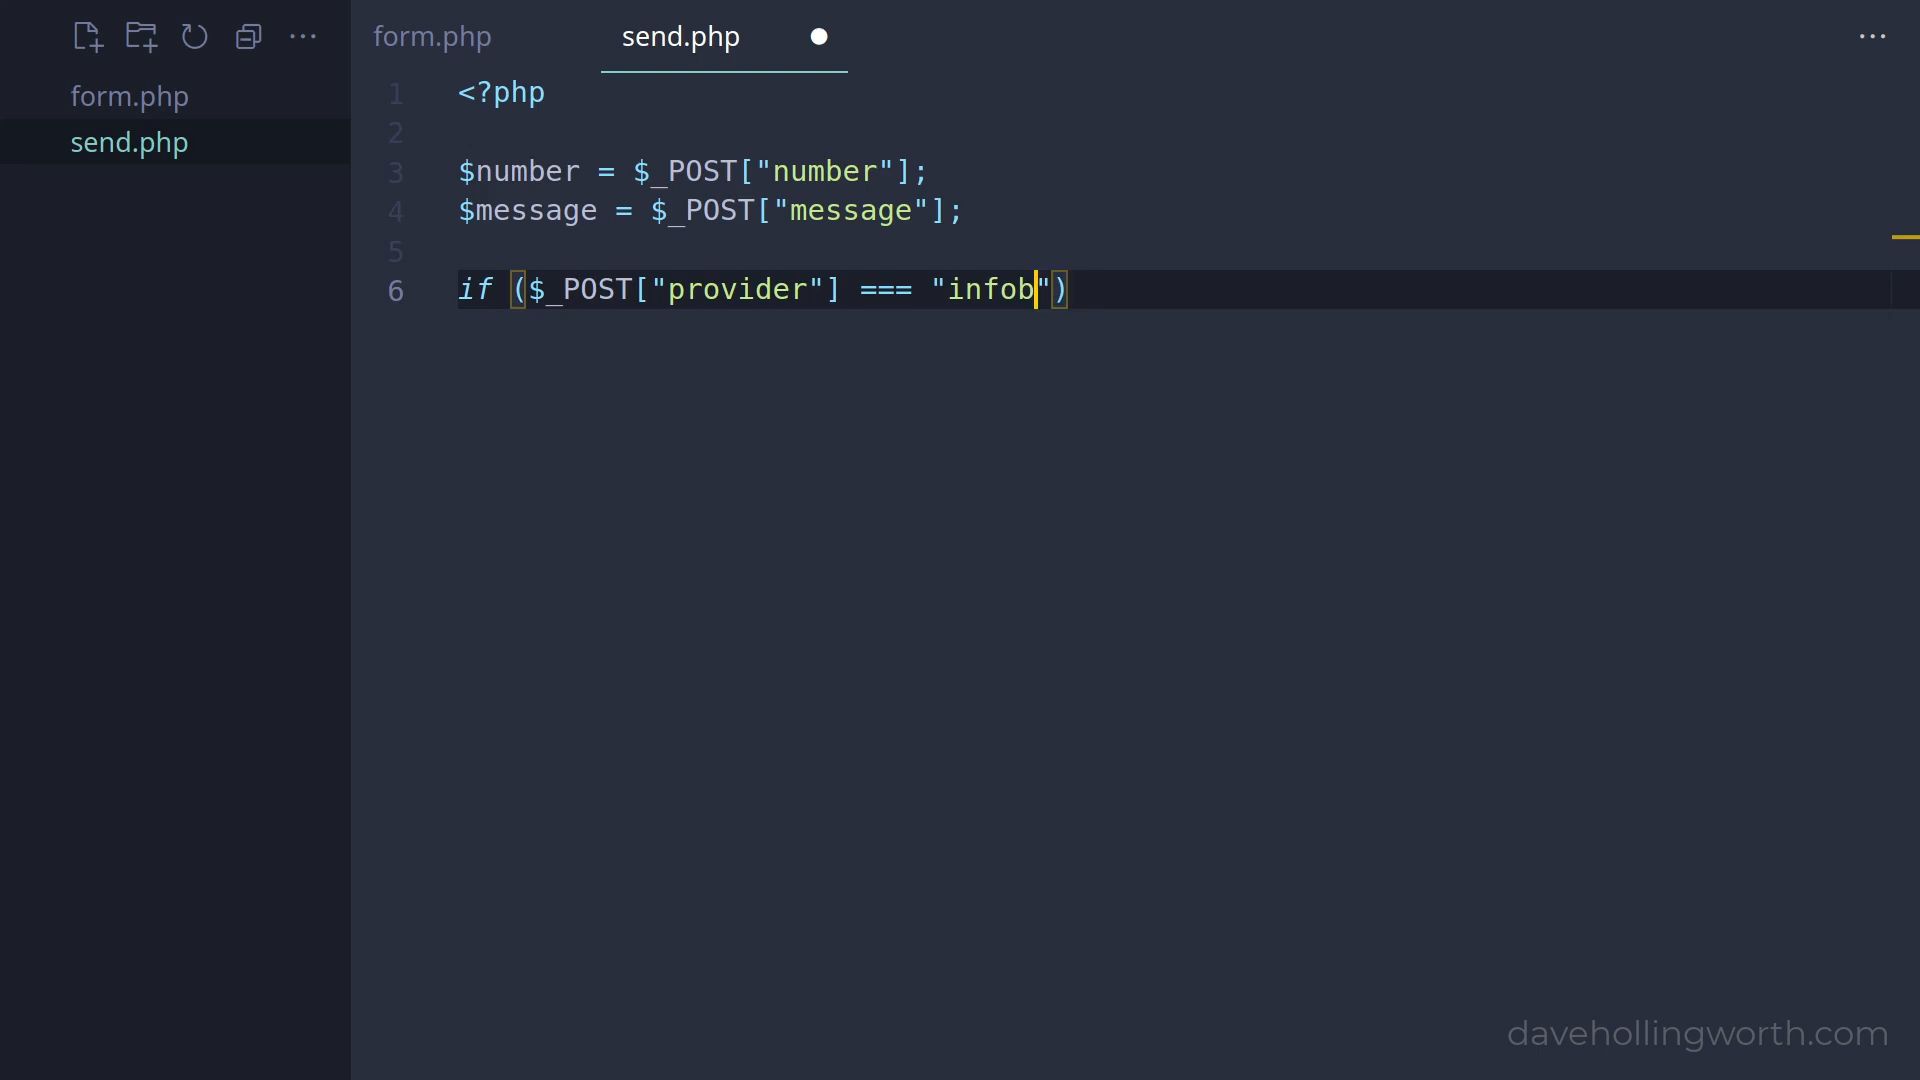 form.php
send.php
form.php
send.php
1 <?php
2
3 $number = $_POST["number"];
4 $message = $_POST["message"];
5
6 if ($_POST["provider"] === "infob")
davehollingworth.com